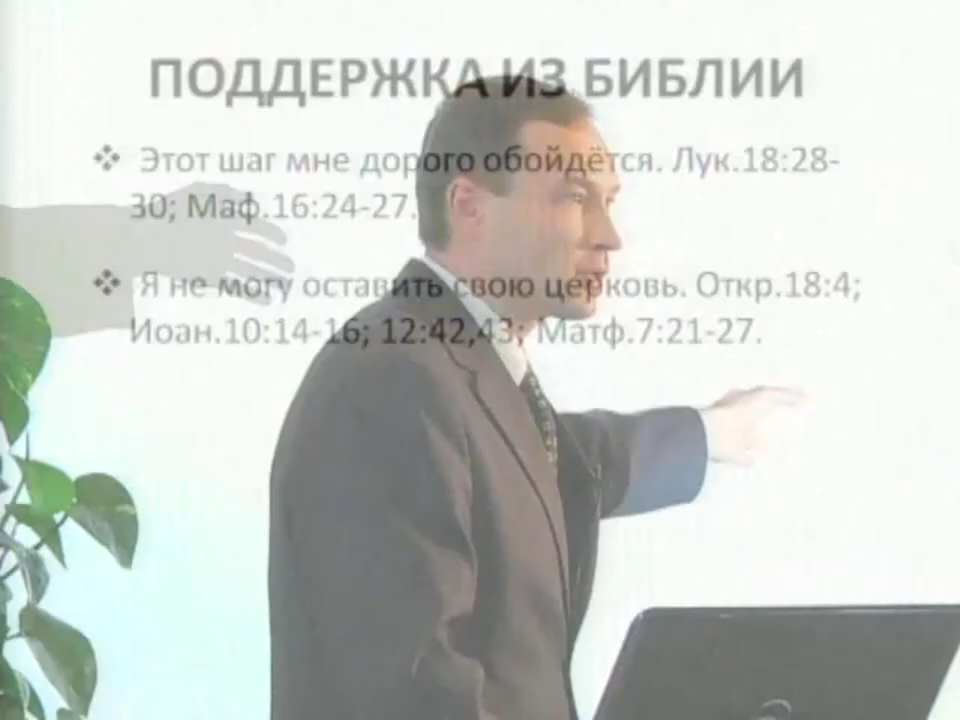 ПОДДЕРЖКА ИЗ БИБЛИИ
❖ Этот шаг мне дорого обойдётся. Лук.18:28-
30; Маф.16:24-27.
❖ Я не могу оставить свою церковь. Откр.18:4;
Иоан.10:14-16; 12:42,43; Матф.7:21-27.